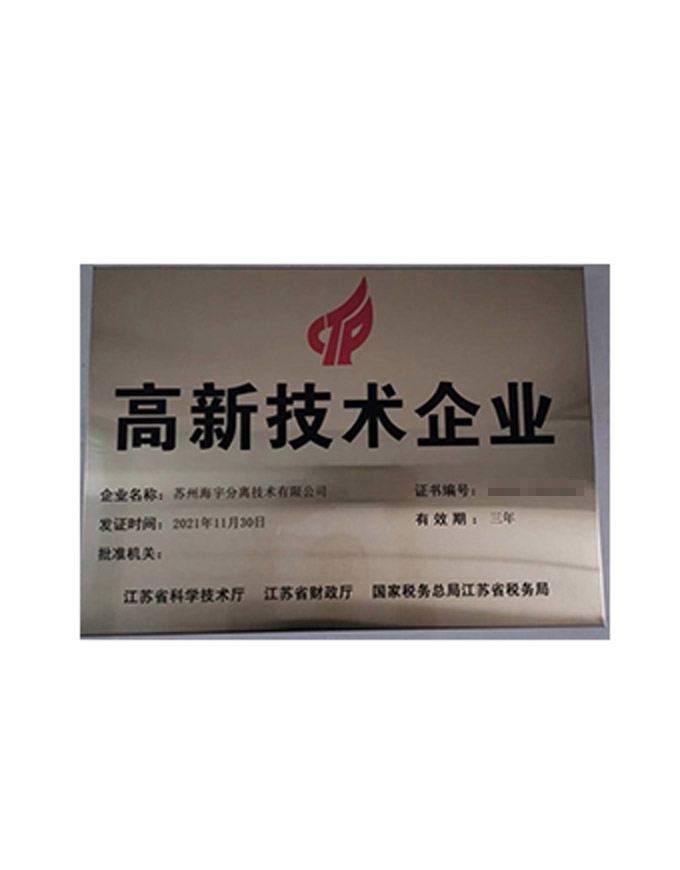 CTP
高新技术企业
企业名称：苏州海宇分离技术有限公司 证书编号：
发证时间：2021年11月30日 有效期：三年
批准机关：
江苏省科学技术厅 江苏省财政厅 国家税务总局江苏省税务局